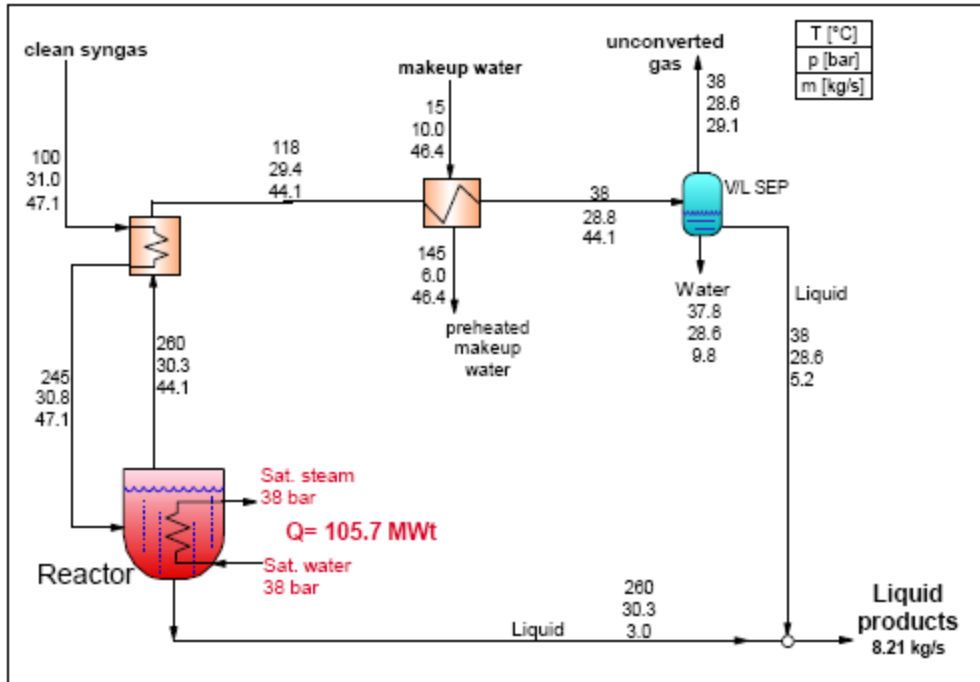 clean syngas
100
31.0
47.1
118
29.4
44.1
makeup water
15
10.0
46.4
unconverted
gas
38
28.6
29.1
T [°C]
p [bar]
m [kg/s]
V/L SEP
38
28.8
44.1
145
6.0
46.4
preheated
makeup
water
Water
37.8
28.6
9.8
Liquid
38
28.6
5.2
260
30.3
44.1
245
30.8
47.1
Sat. steam
38 bar
Q= 105.7 MWt
Sat. water
38 bar
Reactor
Liquid
260
30.3
3.0
Liquid
products
8.21 kg/s